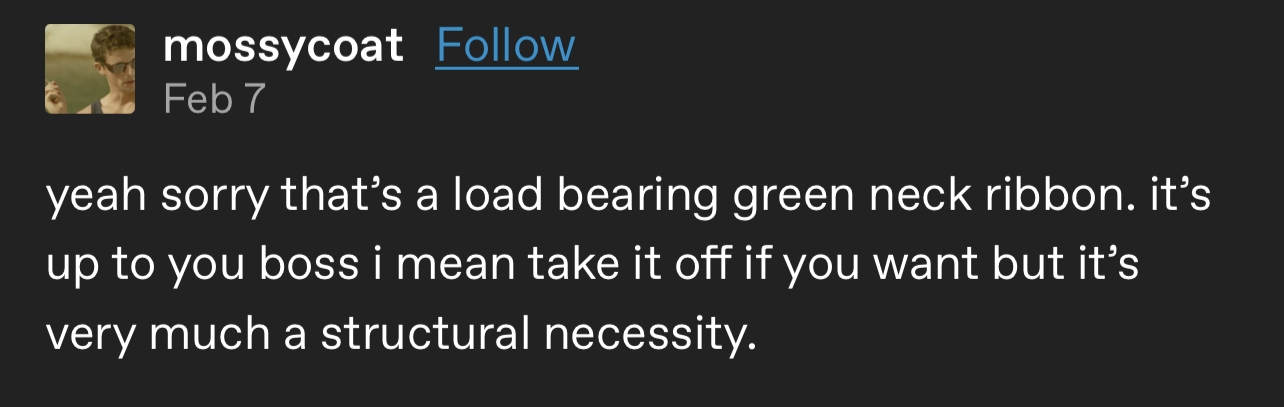 mossycoat Follow
Feb 7
yeah sorry that’s a load bearing green neck ribbon. it’s
up to you boss i mean take it off if you want but it’s
very much a structural necessity.